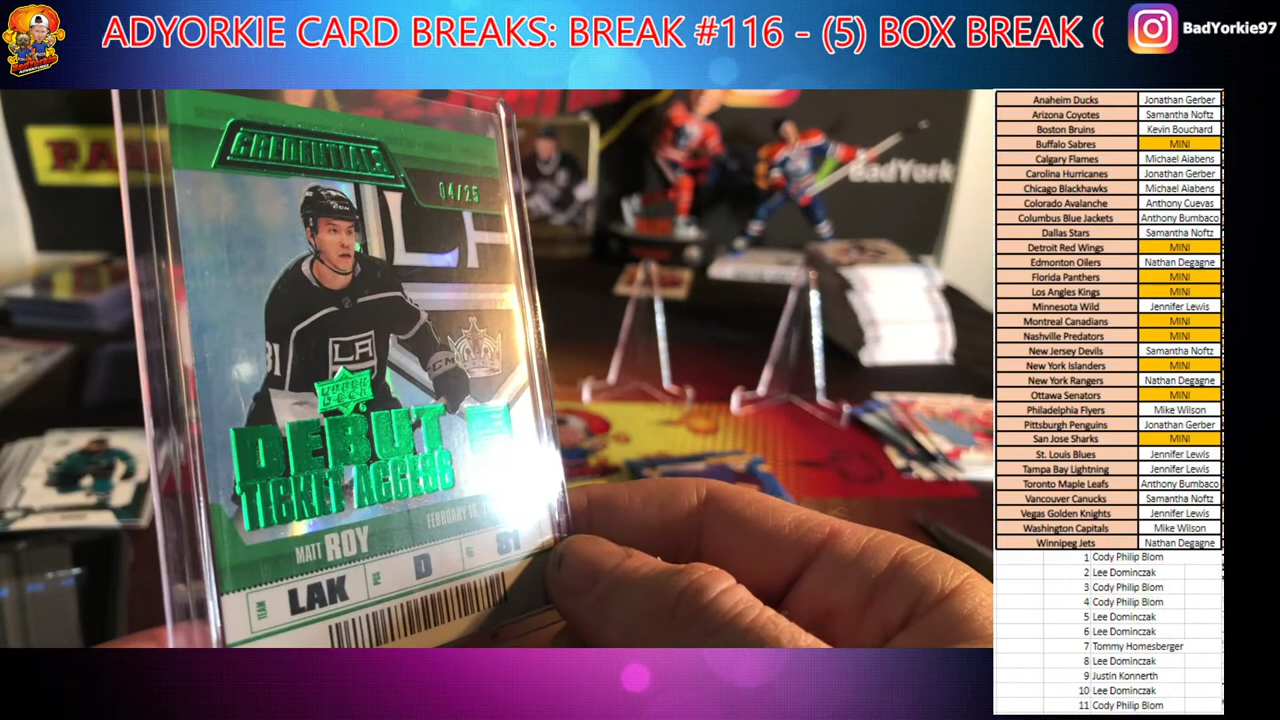 ADYORKIE CARD BREAKS: BREAK #116 - (5) BOX BREAK
BadYorkie97
CREDENTIALS
04/25
LA
UPPER DECK
DEBUT
TICKET ACCESS
MATT ROY
FEBRUARY
TEAM LAK D 81
BadYork
Anaheim Ducks Jonathan Gerber
Arizona Coyotes Samantha Noftz
Boston Bruins Kevin Bouchard
Buffalo Sabres MINI
Calgary Flames Michael Aiabens
Carolina Hurricanes Jonathan Gerber
Chicago Blackhawks Michael Aiabens
Colorado Avalanche Anthony Cuevas
Columbus Blue Jackets Anthony Bumbaco
Dallas Stars Samantha Noftz
Detroit Red Wings MINI
Edmonton Oilers Nathan Degagne
Florida Panthers MINI
Los Angles Kings MINI
Minnesota Wild Jennifer Lewis
Montreal Canadians MINI
Nashville Predators MINI
New Jersey Devils Samantha Noftz
New York Islanders MINI
New York Rangers Nathan Degagne
Ottawa Senators MINI
Philadelphia Flyers Mike Wilson
Pittsburgh Penguins Jonathan Gerber
San Jose Sharks MINI
St. Louis Blues Jennifer Lewis
Tampa Bay Lightning Jennifer Lewis
Toronto Maple Leafs Anthony Bumbaco
Vancouver Canucks Samantha Noftz
Vegas Golden Knights Jennifer Lewis
Washington Capitals Mike Wilson
Winnipeg Jets Nathan Degagne
1 Cody Philip Blom
2 Lee Dominczak
3 Cody Philip Blom
4 Cody Philip Blom
5 Lee Dominczak
6 Lee Dominczak
7 Tommy Homesberger
8 Lee Dominczak
9 Justin Konnerth
10 Lee Dominczak
11 Cody Philip Blom